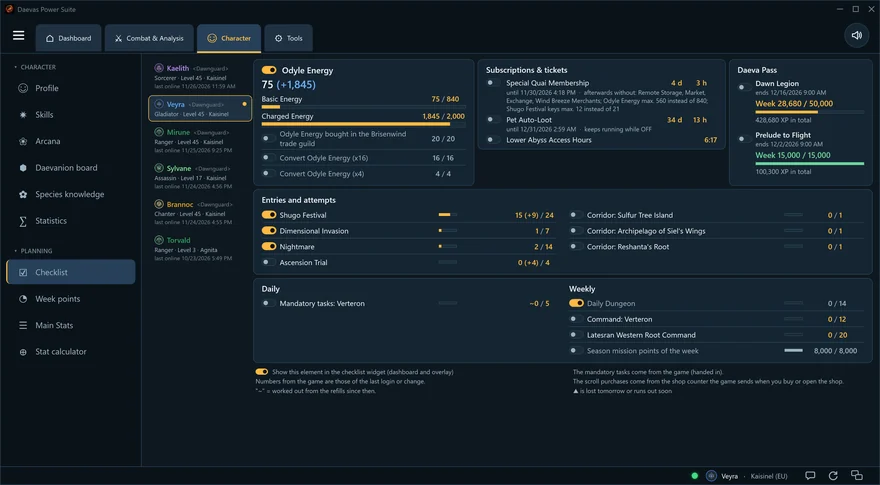 Daevas Power Suite
Dashboard
Combat & Analysis
Character
Tools
CHARACTER
Profile
Skills
Arcana
Daevanion board
Species knowledge
Statistics
PLANNING
Checklist
Week points
Main Stats
Stat calculator
Kaelith <Dawnguard>
Sorcerer · Level 45 · Kaisinel
last online 11/26/2026 11:59 AM
Veyra <Dawnguard>
Gladiator · Level 45 · Kaisinel
Mirune <Dawnguard>
Ranger · Level 45 · Kaisinel
last online 11/25/2026 9:25 PM
Sylvane <Dawnguard>
Assassin · Level 17 · Kaisinel
last online 11/24/2026 4:56 PM
Brannoc <Dawnguard>
Chanter · Level 45 · Kaisinel
last online 11/24/2026 4:55 PM
Torvald
Ranger · Level 3 · Agnita
last online 10/23/2026 5:49 PM
Odyle Energy
75 (+1,845)
Basic Energy 75 / 840
Charged Energy 1,845 / 2,000
Odyle Energy bought in the Brisenwind trade guild 20 / 20
Convert Odyle Energy (x16) 16 / 16
Convert Odyle Energy (x4) 4 / 4
Subscriptions & tickets
Special Quai Membership 4 d 3 h
until 11/30/2026 4:18 PM · afterwards without: Remote Storage, Market,
Exchange, Wind Breeze Merchants; Odyle Energy max. 560 instead of 840;
Shugo Festival keys max. 12 instead of 21
Pet Auto-Loot 34 d 13 h
until 12/31/2026 2:59 AM · keeps running while OFF
Lower Abyss Access Hours 6:17
Daeva Pass
Dawn Legion
ends 12/16/2026 9:00 AM
Week 28,680 / 50,000
428,680 XP in total
Prelude to Flight
ends 12/2/2026 9:00 AM
Week 15,000 / 15,000
100,300 XP in total
Entries and attempts
Shugo Festival 15 (+9) / 24
Dimensional Invasion 1 / 7
Nightmare 2 / 14
Ascension Trial 0 (+4) / 4
Corridor: Sulfur Tree Island 0 / 1
Corridor: Archipelago of Siel's Wings 0 / 1
Corridor: Reshanta's Root 0 / 1
Daily
Mandatory tasks: Verteron ~0 / 5
Weekly
Daily Dungeon 0 / 14
Command: Verteron 0 / 12
Latesran Western Root Command 0 / 20
Season mission points of the week 8,000 / 8,000
Show this element in the checklist widget (dashboard and overlay)
Numbers from the game are those of the last login or change.
"~" = worked out from the refills since then.
The mandatory tasks come from the game (handed in).
The scroll purchases come from the shop counter the game sends when you buy or open the shop.
▲ is lost tomorrow or runs out soon
Veyra · Kaisinel (EU)